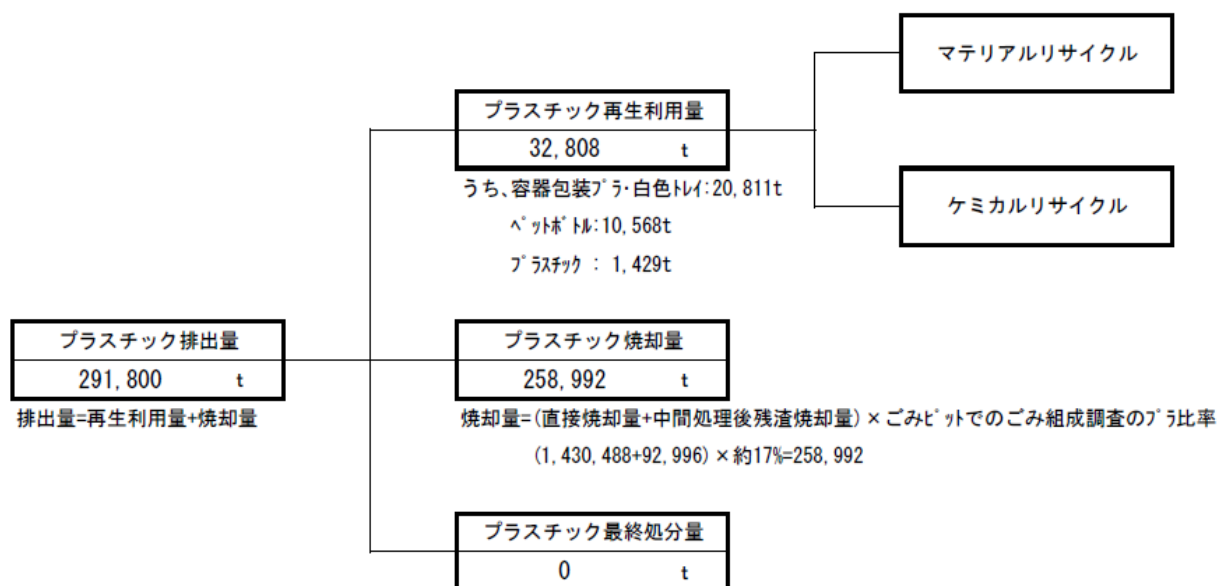 マテリアルリサイクル
プラスチック再生利用量
32,808 t
うち、容器包装ﾌﾟﾗ・白色ﾄﾚｲ:20,811t
ﾍﾟｯﾄﾎﾞﾄﾙ:10,568t
ﾌﾟﾗｽﾁｯｸ : 1,429t
ケミカルリサイクル
プラスチック排出量
291,800 t
排出量=再生利用量+焼却量
プラスチック焼却量
258,992 t
焼却量=(直接焼却量+中間処理後残渣焼却量)×ごみﾋﾟｯﾄでのごみ組成調査のﾌﾟﾗ比率
(1,430,488+92,996)×約17%=258,992
プラスチック最終処分量
0 t